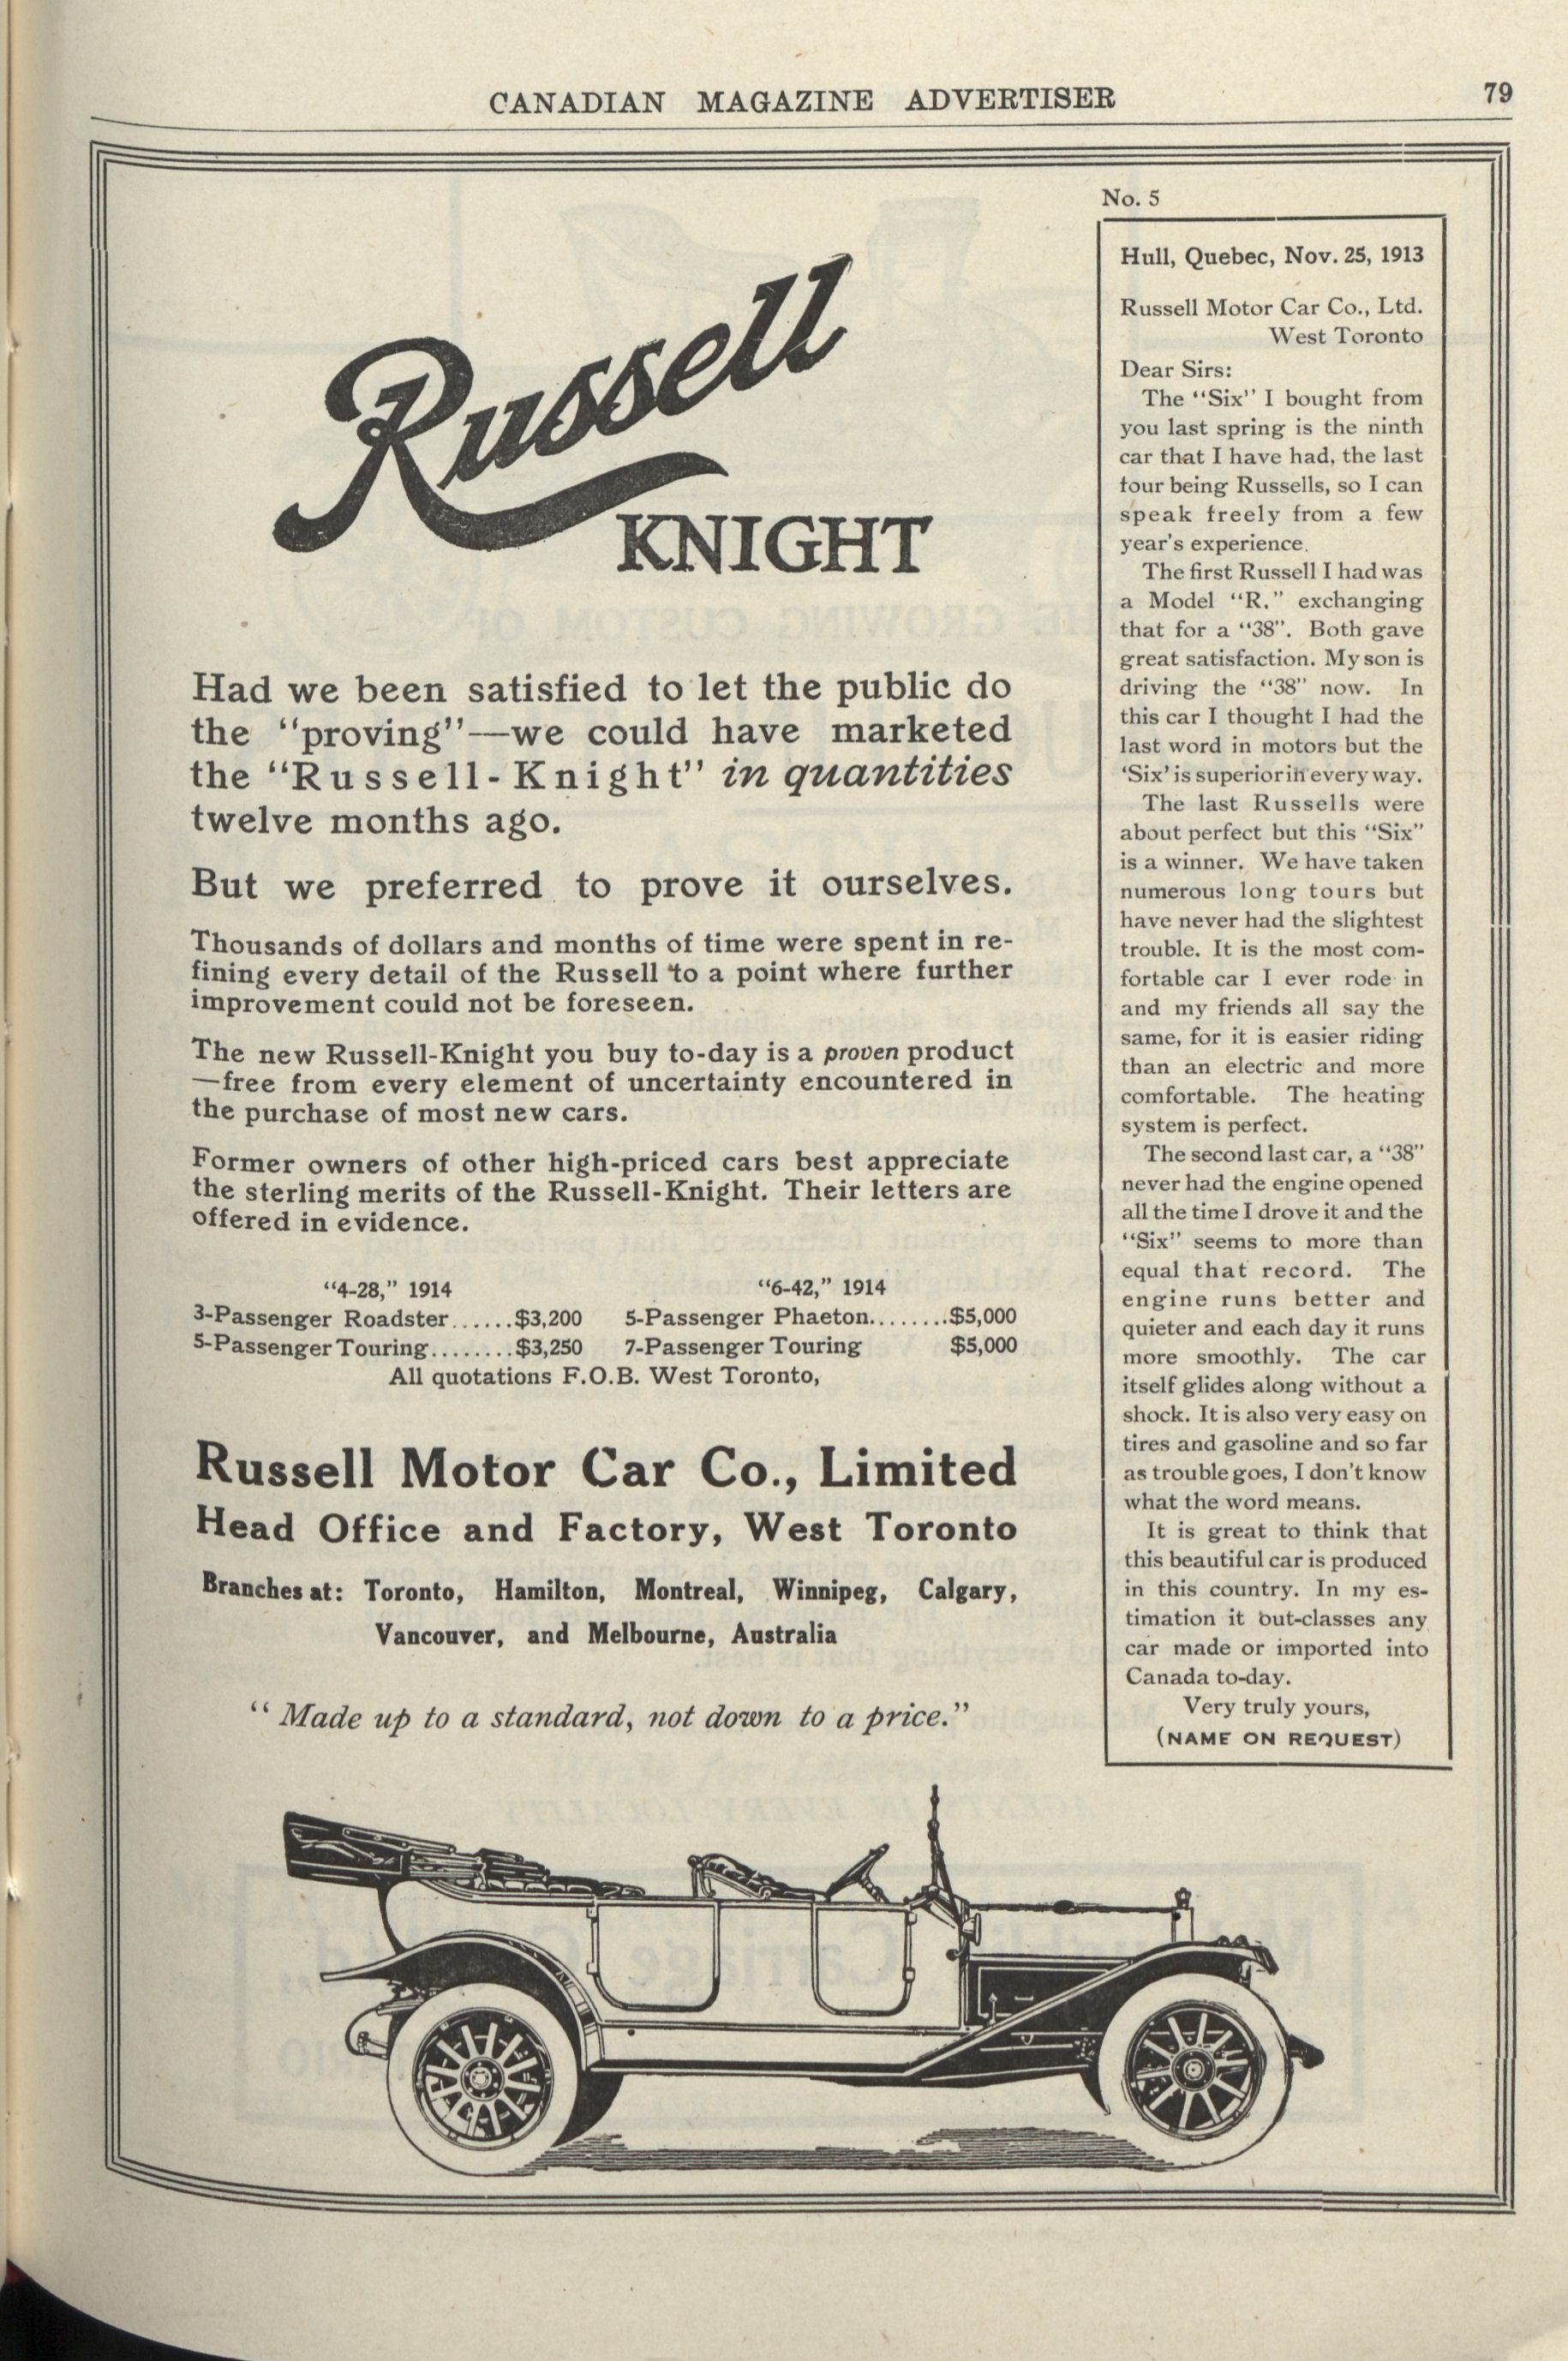 CANADIAN MAGAZINE ADVERTISER 79
Russell
KNIGHT
Had we been satisfied to let the public do
the "proving"—we could have marketed
the "Russell-Knight" in quantities
twelve months ago.
But we preferred to prove it ourselves.
Thousands of dollars and months of time were spent in re-
fining every detail of the Russell to a point where further
improvement could not be foreseen.
The new Russell-Knight you buy to-day is a proven product
—free from every element of uncertainty encountered in
the purchase of most new cars.
Former owners of other high-priced cars best appreciate
the sterling merits of the Russell-Knight. Their letters are
offered in evidence.
"4-28," 1914
3-Passenger Roadster......$3,200
5-Passenger Touring........$3,250
"6-42," 1914
5-Passenger Phaeton........$5,000
7-Passenger Touring $5,000
All quotations F.O.B. West Toronto,
Russell Motor Car Co., Limited
Head Office and Factory, West Toronto
Branches at: Toronto, Hamilton, Montreal, Winnipeg, Calgary,
Vancouver, and Melbourne, Australia
"Made up to a standard, not down to a price."
No. 5
Hull, Quebec, Nov. 25, 1913
Russell Motor Car Co., Ltd.
West Toronto
Dear Sirs:
The "Six" I bought from
you last spring is the ninth
car that I have had, the last
four being Russells, so I can
speak freely from a few
year's experience.
The first Russell I had was
a Model "R." exchanging
that for a "38". Both gave
great satisfaction. My son is
driving the "38" now. In
this car I thought I had the
last word in motors but the
'Six' is superior in every way.
The last Russells were
about perfect but this "Six"
is a winner. We have taken
numerous long tours but
have never had the slightest
trouble. It is the most com-
fortable car I ever rode in
and my friends all say the
same, for it is easier riding
than an electric and more
comfortable. The heating
system is perfect.
The second last car, a "38"
never had the engine opened
all the time I drove it and the
"Six" seems to more than
equal that record. The
engine runs better and
quieter and each day it runs
more smoothly. The car
itself glides along without a
shock. It is also very easy on
tires and gasoline and so far
as trouble goes, I don't know
what the word means.
It is great to think that
this beautiful car is produced
in this country. In my es-
timation it out-classes any
car made or imported into
Canada to-day.
Very truly yours,
(NAME ON REQUEST)